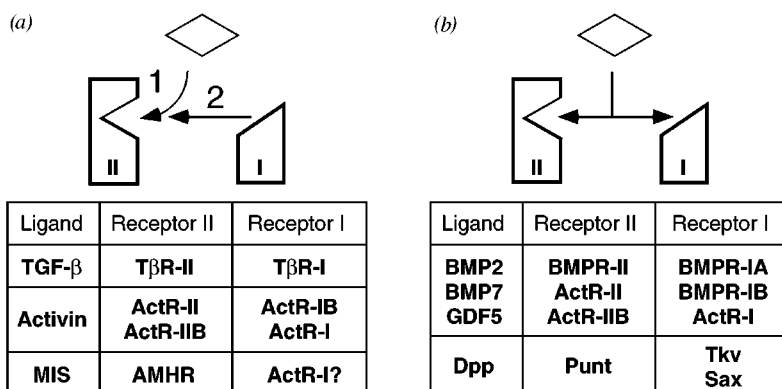 (a)
1
2
II
I
Ligand Receptor II Receptor I
TGF-β TβR-II TβR-I
Activin ActR-II ActR-IIB ActR-IB ActR-I
MIS AMHR ActR-I?
(b)
II
I
Ligand Receptor II Receptor I
BMP2 BMPR-II BMPR-IA
BMP7 ActR-II BMPR-IB
GDF5 ActR-IIB ActR-I
Dpp Punt Tkv Sax